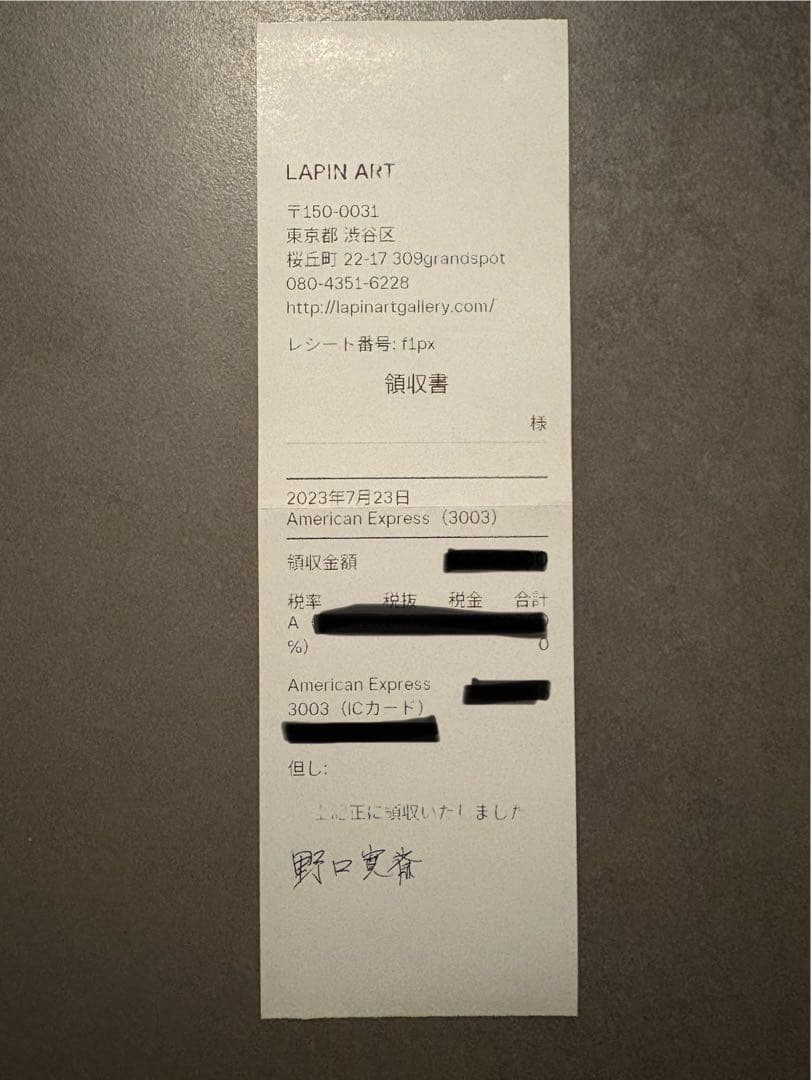 LAPIN ART
〒150-0031
東京都 渋谷区
桜丘町 22-17 309grandspot
080-4351-6228
http://lapinartgallery.com/
レシート番号: f1px
領収書
様
2023年7月23日
American Express（3003）
領収金額
税率 税抜 税金 合計
A
%) 0
American Express
3003（ICカード）
但し:
上記正に領収いたしました
野口寛斎